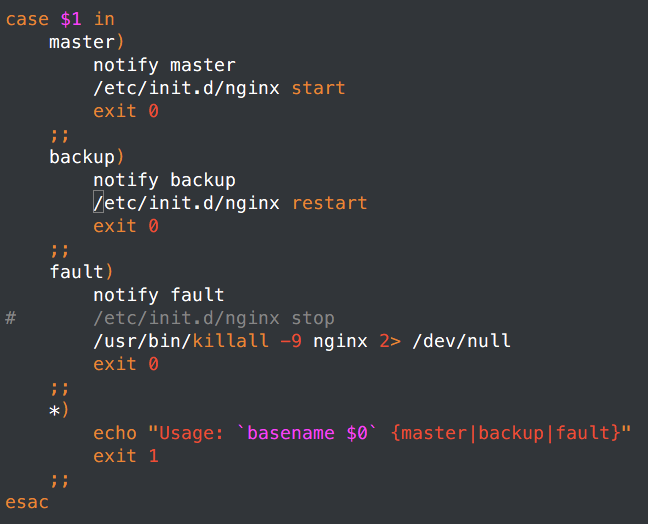 case $1 in
    master)
        notify master
        /etc/init.d/nginx start
        exit 0
    ;;
    backup)
        notify backup
        /etc/init.d/nginx restart
        exit 0
    ;;
    fault)
        notify fault
#       /etc/init.d/nginx stop
        /usr/bin/killall -9 nginx 2> /dev/null
        exit 0
    ;;
    *)
        echo "Usage: `basename $0` {master|backup|fault}"
        exit 1
    ;;
esac